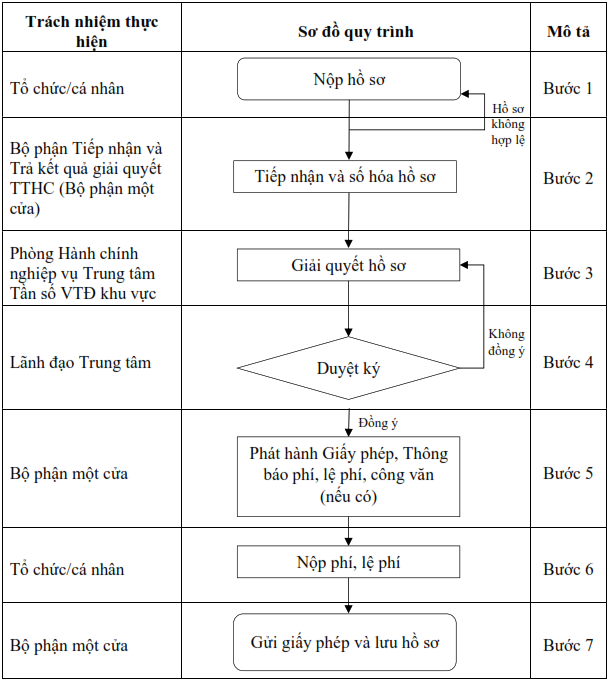 Trách nhiệm thực
hiện
Sơ đồ quy trình
Mô tả
Tổ chức/cá nhân
Nộp hồ sơ
Bước 1
Hồ sơ
không
hợp lệ
Bộ phận Tiếp nhận và
Trả kết quả giải quyết
TTHC (Bộ phận một
cửa)
Tiếp nhận và số hóa hồ sơ
Bước 2
Phòng Hành chính
nghiệp vụ Trung tâm
Tần số VTĐ khu vực
Giải quyết hồ sơ
Bước 3
Không
đồng ý
Lãnh đạo Trung tâm
Duyệt ký
Bước 4
Đồng ý
Bộ phận một cửa
Phát hành Giấy phép, Thông
báo phí, lệ phí, công văn
(nếu có)
Bước 5
Tổ chức/cá nhân
Nộp phí, lệ phí
Bước 6
Bộ phận một cửa
Gửi giấy phép và lưu hồ sơ
Bước 7